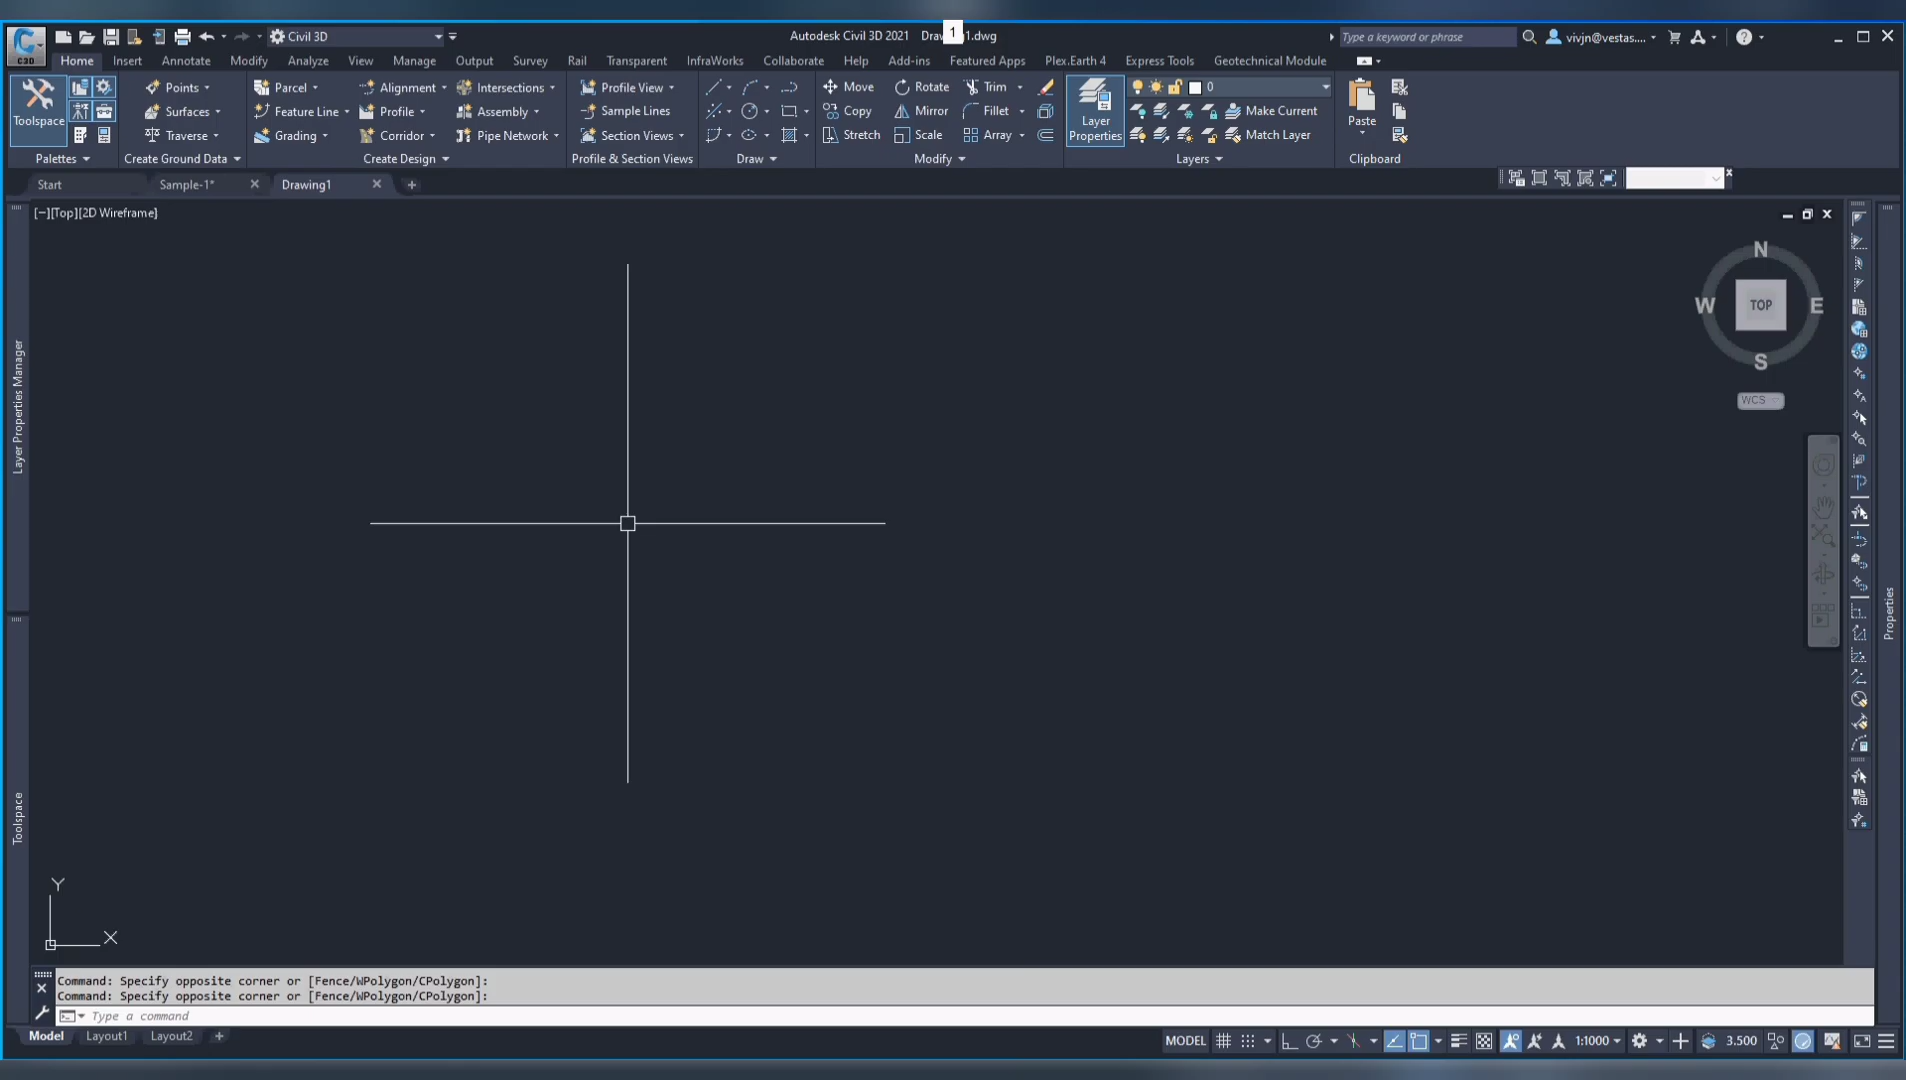 C3D
Civil 3D
Autodesk Civil 3D 2021
1
1.dwg
Type a keyword or phrase
vivjn@vestas....
Home Insert Annotate Modify Analyze View Manage Output Survey Rail Transparent InfraWorks Collaborate Help Add-ins Featured Apps Plex.Earth 4 Express Tools Geotechnical Module
Toolspace
Palettes
Points
Surfaces
Traverse
Create Ground Data
Parcel
Feature Line
Grading
Alignment
Profile
Corridor
Intersections
Assembly
Pipe Network
Create Design
Profile View
Sample Lines
Section Views
Profile & Section Views
Draw
Move
Copy
Stretch
Rotate
Mirror
Scale
Trim
Fillet
Array
Modify
Layer
Properties
0
Make Current
Match Layer
Layers
Paste
Clipboard
Start
Sample-1*
Drawing1
[−][Top][2D Wireframe]
N
W TOP E
S
WCS
Layer Properties Manager
Toolspace
Properties
Y
X
Command: Specify opposite corner or [Fence/WPolygon/CPolygon]:
Command: Specify opposite corner or [Fence/WPolygon/CPolygon]:
Type a command
Model Layout1 Layout2 +
MODEL
1:1000
3.500